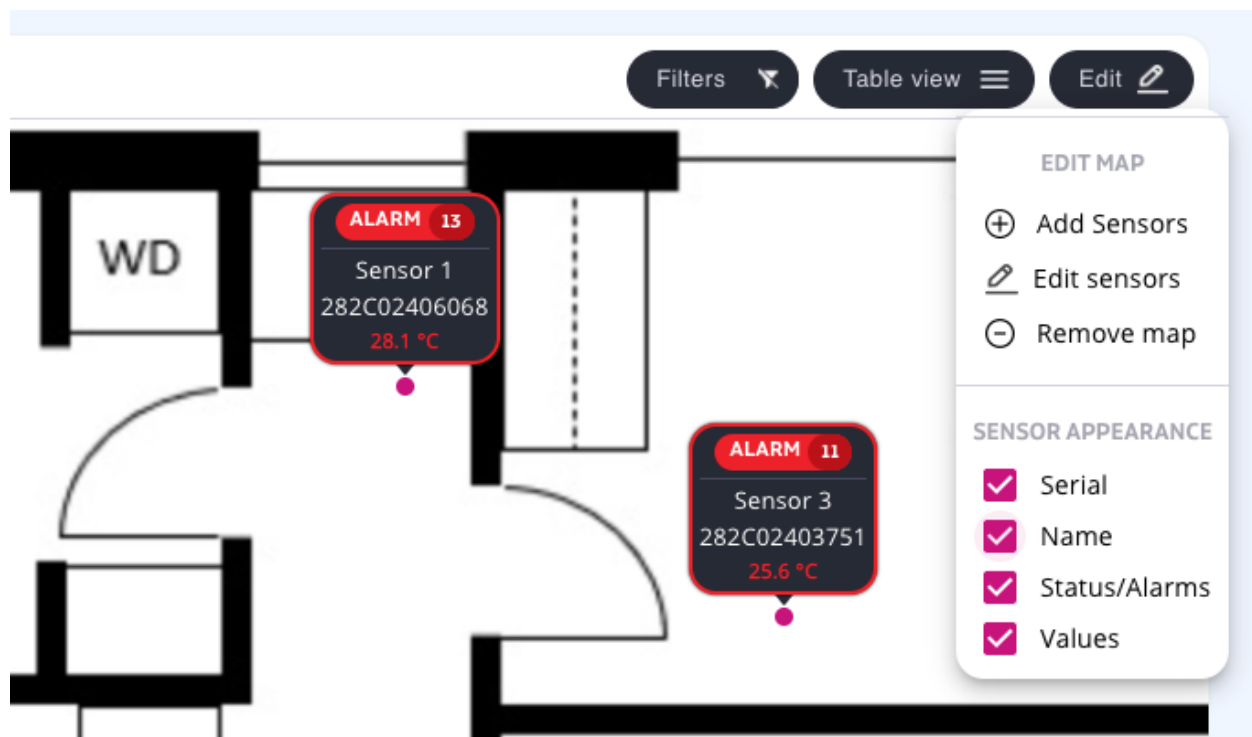 Filters
Table view
Edit
EDIT MAP
Add Sensors
Edit sensors
Remove map
SENSOR APPEARANCE
Serial
Name
Status/Alarms
Values
WD
ALARM 13
Sensor 1
282C02406068
28.1 °C
ALARM 11
Sensor 3
282C02403751
25.6 °C